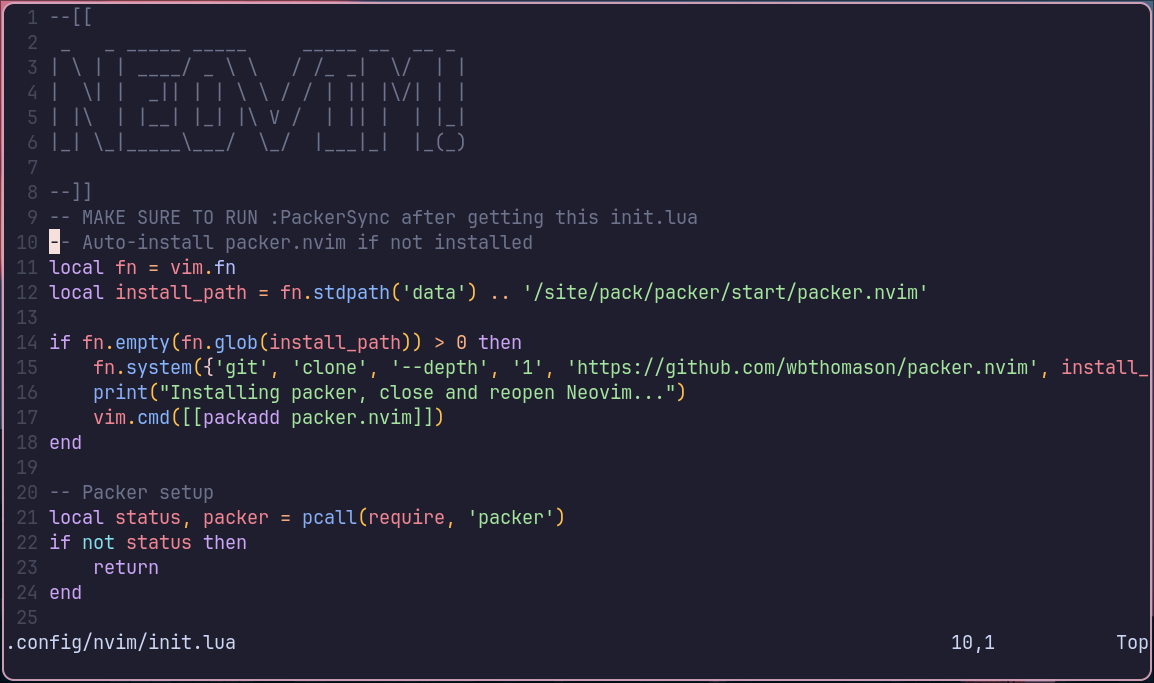 1 --[[
2  _   _ _____ _____     _____ __  __ _
3 | \ | | ____/ _ \ \   / /_ _|  \/  | |
4 |  \| |  _|| | | \ \ / / | || |\/| | |
5 | |\  | |__| |_| |\ V /  | || |  | |_|
6 |_| \_|_____\___/  \_/  |___|_|  |_(_)
7
8 --]]
9 -- MAKE SURE TO RUN :PackerSync after getting this init.lua
10 -- Auto-install packer.nvim if not installed
11 local fn = vim.fn
12 local install_path = fn.stdpath('data') .. '/site/pack/packer/start/packer.nvim'
13
14 if fn.empty(fn.glob(install_path)) > 0 then
15     fn.system({'git', 'clone', '--depth', '1', 'https://github.com/wbthomason/packer.nvim', install_
16     print("Installing packer, close and reopen Neovim...")
17     vim.cmd([[packadd packer.nvim]])
18 end
19
20 -- Packer setup
21 local status, packer = pcall(require, 'packer')
22 if not status then
23     return
24 end
25
.config/nvim/init.lua 10,1 Top